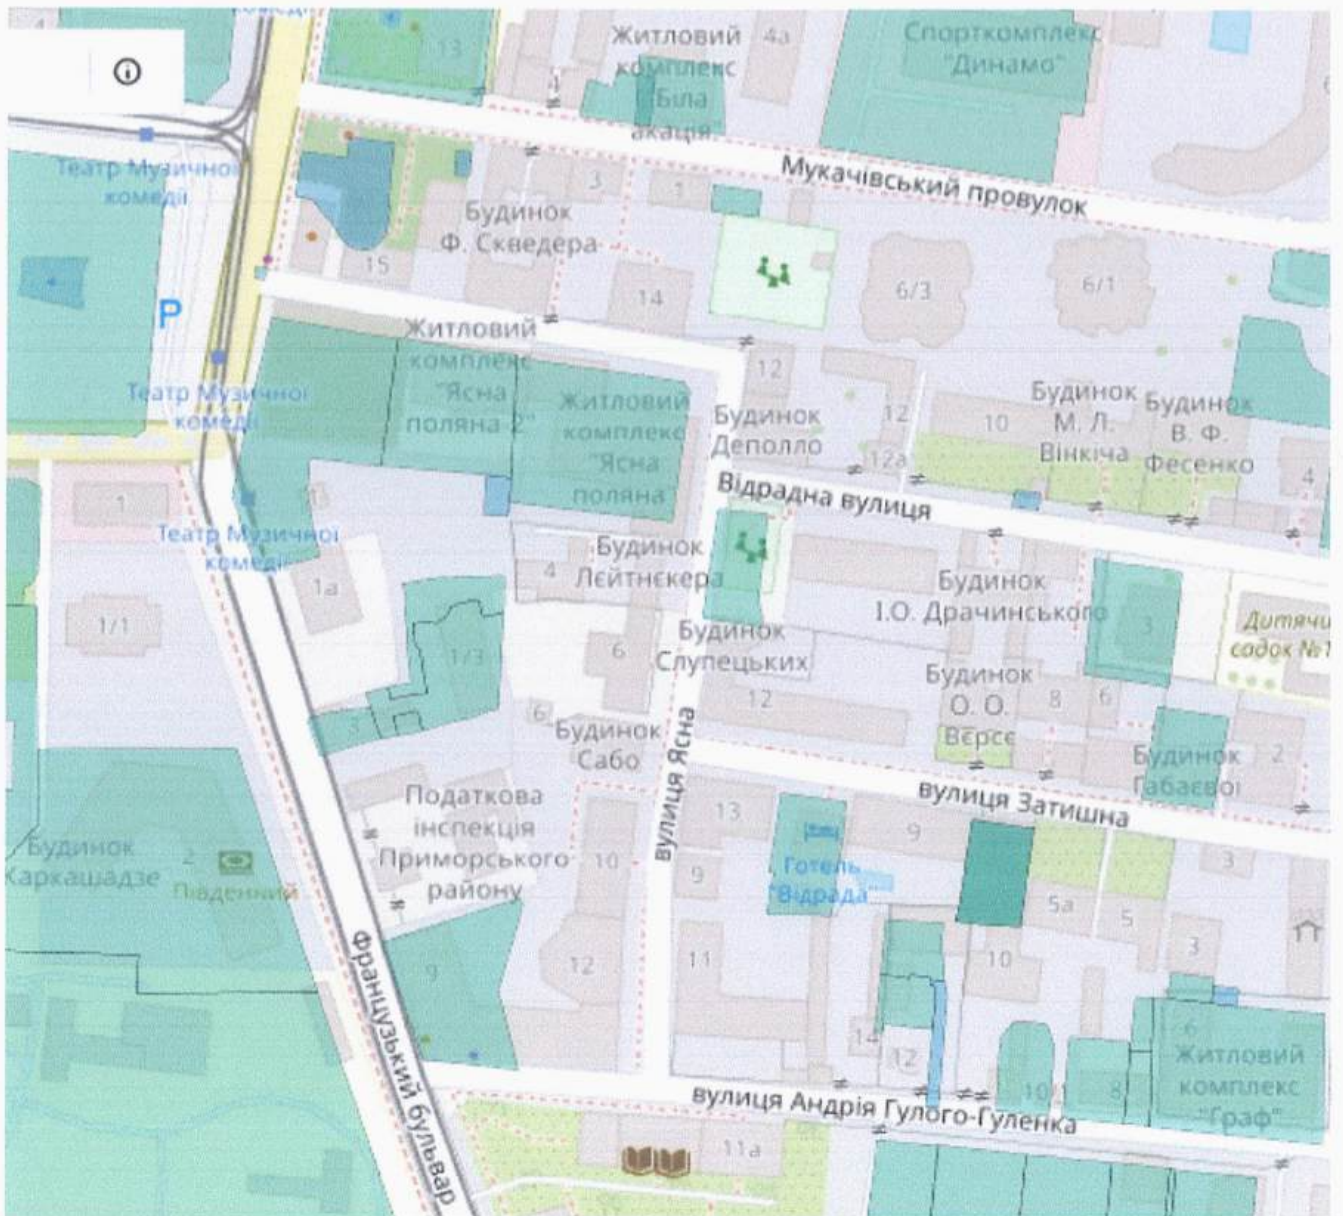 13
Житловий
комплекс
Біла
акація
4а
Спорткомплекс
"Динамо"
Театр Музичної
комедії
Мукачівський провулок
3
1
Будинок
Ф. Скведера
15
14
6/3
6/1
P
Житловий
комплекс
"Ясна
поляна 2"
Житловий
комплекс
"Ясна
поляна"
12
Будинок
Деполло
12
12а
10
Будинок
М. Л.
Вінкіча
Будинок
В. Ф.
Фесенко
4
Театр Музичної
комедії
Відрадна вулиця
1
Театр Музичної
комедії
1а
4
Будинок
Лєйтнєкера
Будинок
І.О. Драчинського
3
Дитячи
садок №1
1/1
1/3
6
Будинок
Слупецьких
12
Будинок
О. О.
Вєрсє
8
6
3
6
Будинок
Сабо
вулиця Ясна
Будинок
Габаєвої
2
вулиця Затишна
Податкова
інспекція
Приморського
району
10
13
9
Готель
"Відрада"
9
3
Будинок
Каркашадзе
2
Південний
5а
5
3
9
12
11
10
14
12
6
Житловий
комплекс
"Граф"
10/1
8
Французький бульвар
вулиця Андрія Гулого-Гуленка
11а